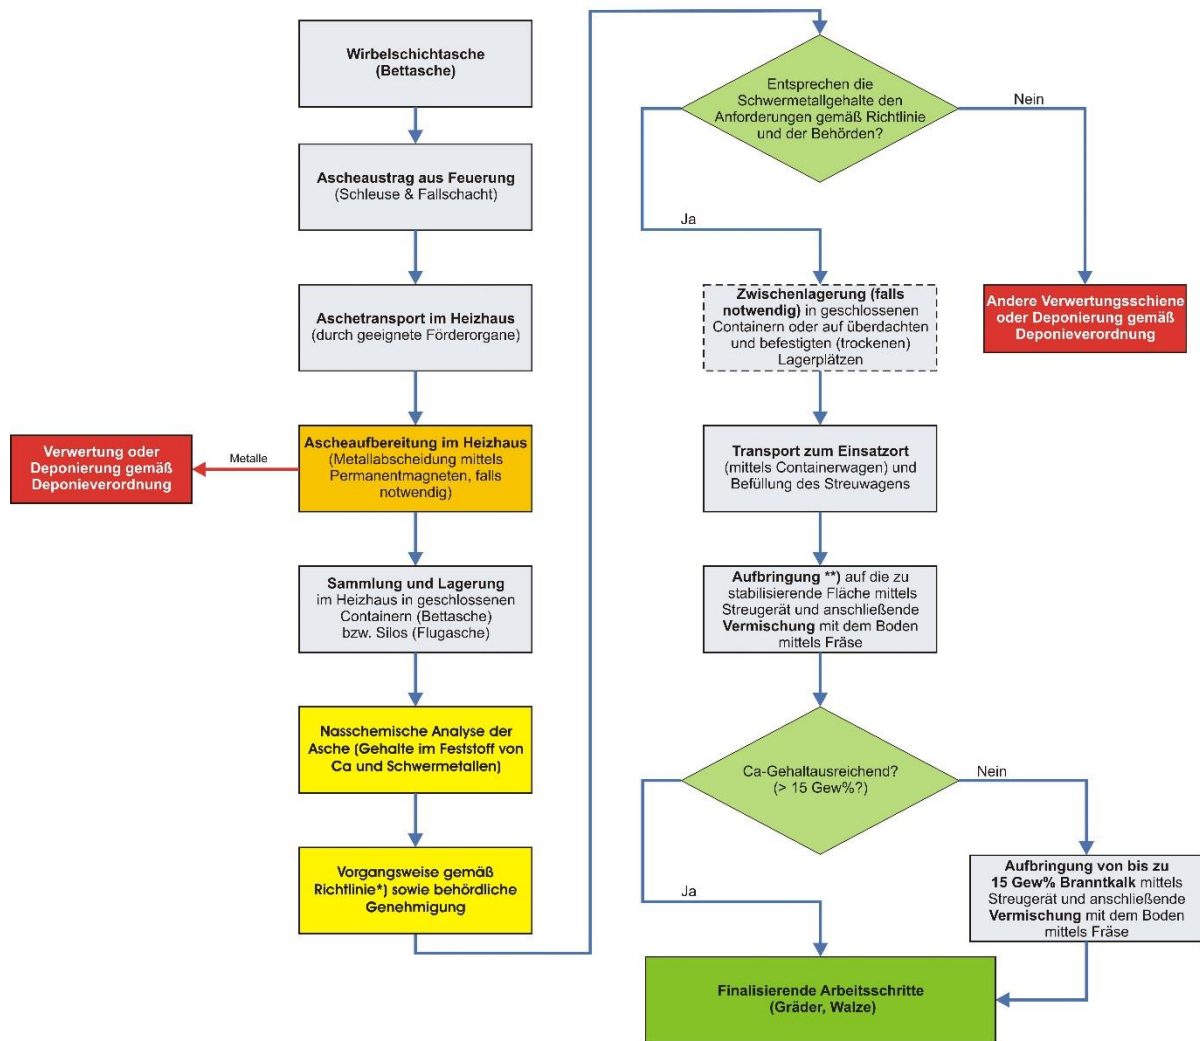 Wirbelschichtasche
(Bettasche)
Ascheaustrag aus Feuerung
(Schleuse & Fallschacht)
Aschetransport im Heizhaus
(durch geeignete Förderorgane)
Ascheaufbereitung im Heizhaus
(Metallabscheidung mittels
Permanentmagneten, falls
notwendig)
Metalle
Verwertung oder
Deponierung gemäß
Deponieverordnung
Sammlung und Lagerung
im Heizhaus in geschlossenen
Containern (Bettasche)
bzw. Silos (Flugasche)
Nasschemische Analyse der
Asche (Gehalte im Feststoff von
Ca und Schwermetallen)
Vorgangsweise gemäß
Richtlinie*) sowie behördliche
Genehmigung
Entsprechen die
Schwermetallgehalte den
Anforderungen gemäß Richtlinie
und der Behörden?
Nein
Ja
Andere Verwertungsschiene
oder Deponierung gemäß
Deponieverordnung
Zwischenlagerung (falls
notwendig) in geschlossenen
Containern oder auf überdachten
und befestigten (trockenen)
Lagerplätzen
Transport zum Einsatzort
(mittels Containerwagen) und
Befüllung des Streuwagens
Aufbringung **) auf die zu
stabilisierende Fläche mittels
Streugerät und anschließende
Vermischung mit dem Boden
mittels Fräse
Ca-Gehaltausreichend?
(> 15 Gew%?)
Nein
Ja
Aufbringung von bis zu
15 Gew% Branntkalk mittels
Streugerät und anschließende
Vermischung mit dem Boden
mittels Fräse
Finalisierende Arbeitsschritte
(Gräder, Walze)